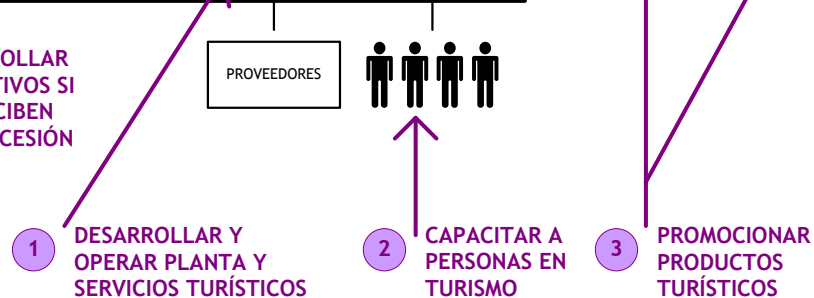 OLLAR
TIVOS SI
CIBEN
CESIÓN
PROVEEDORES
1
DESARROLLAR Y
OPERAR PLANTA Y
SERVICIOS TURÍSTICOS
2
CAPACITAR A
PERSONAS EN
TURISMO
3
PROMOCIONAR
PRODUCTOS
TURÍSTICOS